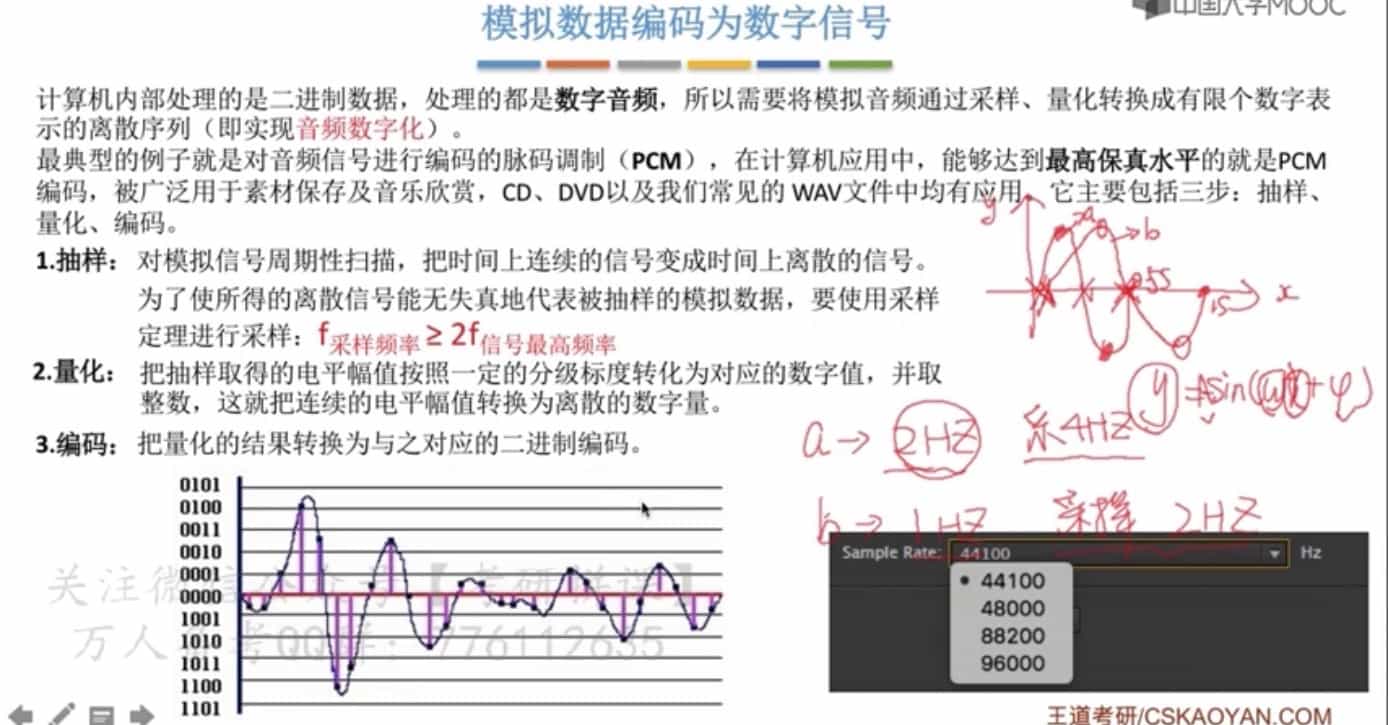 模拟数据编码为数字信号
中国大学MOOC
计算机内部处理的是二进制数据，处理的都是数字音频，所以需要将模拟音频通过采样、量化转换成有限个数字表
示的离散序列（即实现音频数字化）。
最典型的例子就是对音频信号进行编码的脉码调制（PCM），在计算机应用中，能够达到最高保真水平的就是PCM
编码，被广泛用于素材保存及音乐欣赏，CD、DVD以及我们常见的 WAV文件中均有应用。它主要包括三步：抽样、
量化、编码。
1.抽样：对模拟信号周期性扫描，把时间上连续的信号变成时间上离散的信号。
为了使所得的离散信号能无失真地代表被抽样的模拟数据，要使用采样
定理进行采样：f采样频率 ≥ 2f信号最高频率
2.量化：把抽样取得的电平幅值按照一定的分级标度转化为对应的数字值，并取
整数，这就把连续的电平幅值转换为离散的数字量。
3.编码：把量化的结果转换为与之对应的二进制编码。
y
a
b
x
1s
y=Asin(ωx+φ)
a→ 2HZ 采4HZ
b→ 1HZ 采样 2HZ
0101
0100
0011
0010
0001
0000
1001
1010
1011
1100
1101
关注微信公众号【考研群课】
万人备考QQ群：776112635
Sample Rate: 44100 Hz
44100
48000
88200
96000
王道考研/CSKAOYAN.COM